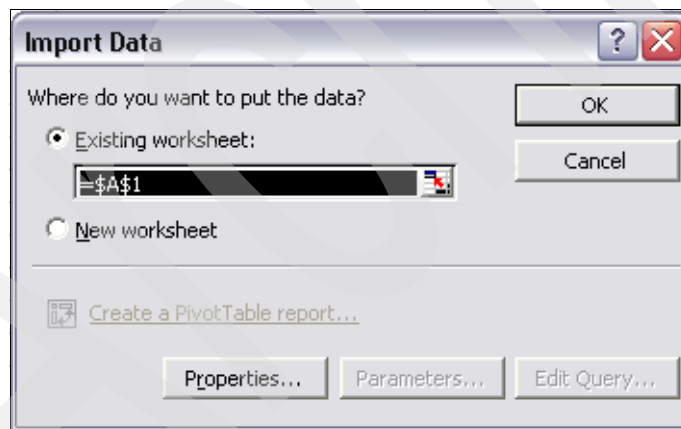 Import Data
?
Where do you want to put the data?
OK
Existing worksheet:
Cancel
=$A$1
New worksheet
Create a PivotTable report...
Properties... Parameters... Edit Query...